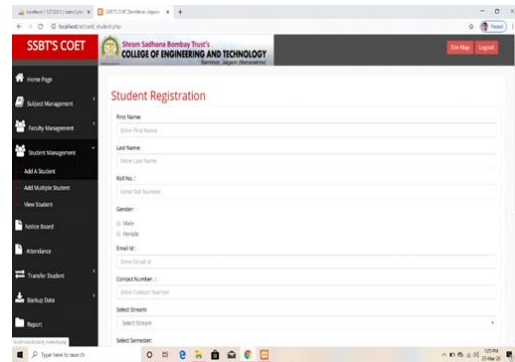 SSBT'S COET
Shram Sadhana Bombay Trust's
COLLEGE OF ENGINEERING AND TECHNOLOGY
Site Map
Logout
Home Page
Subject Management
Faculty Management
Student Management
Add A Student
Add Multiple Student
View Student
Notice Board
Attendance
Transfer Student
Backup Data
Report
Student Registration
First Name:
Enter First Name
Last Name:
Enter Last Name
Roll No. :
Enter Roll Number
Gender:
Male
Female
Email Id:
Enter Email Id
Contact Number :
Enter Contact Number
Select Stream:
Select Stream
Select Semester:
Type here to search